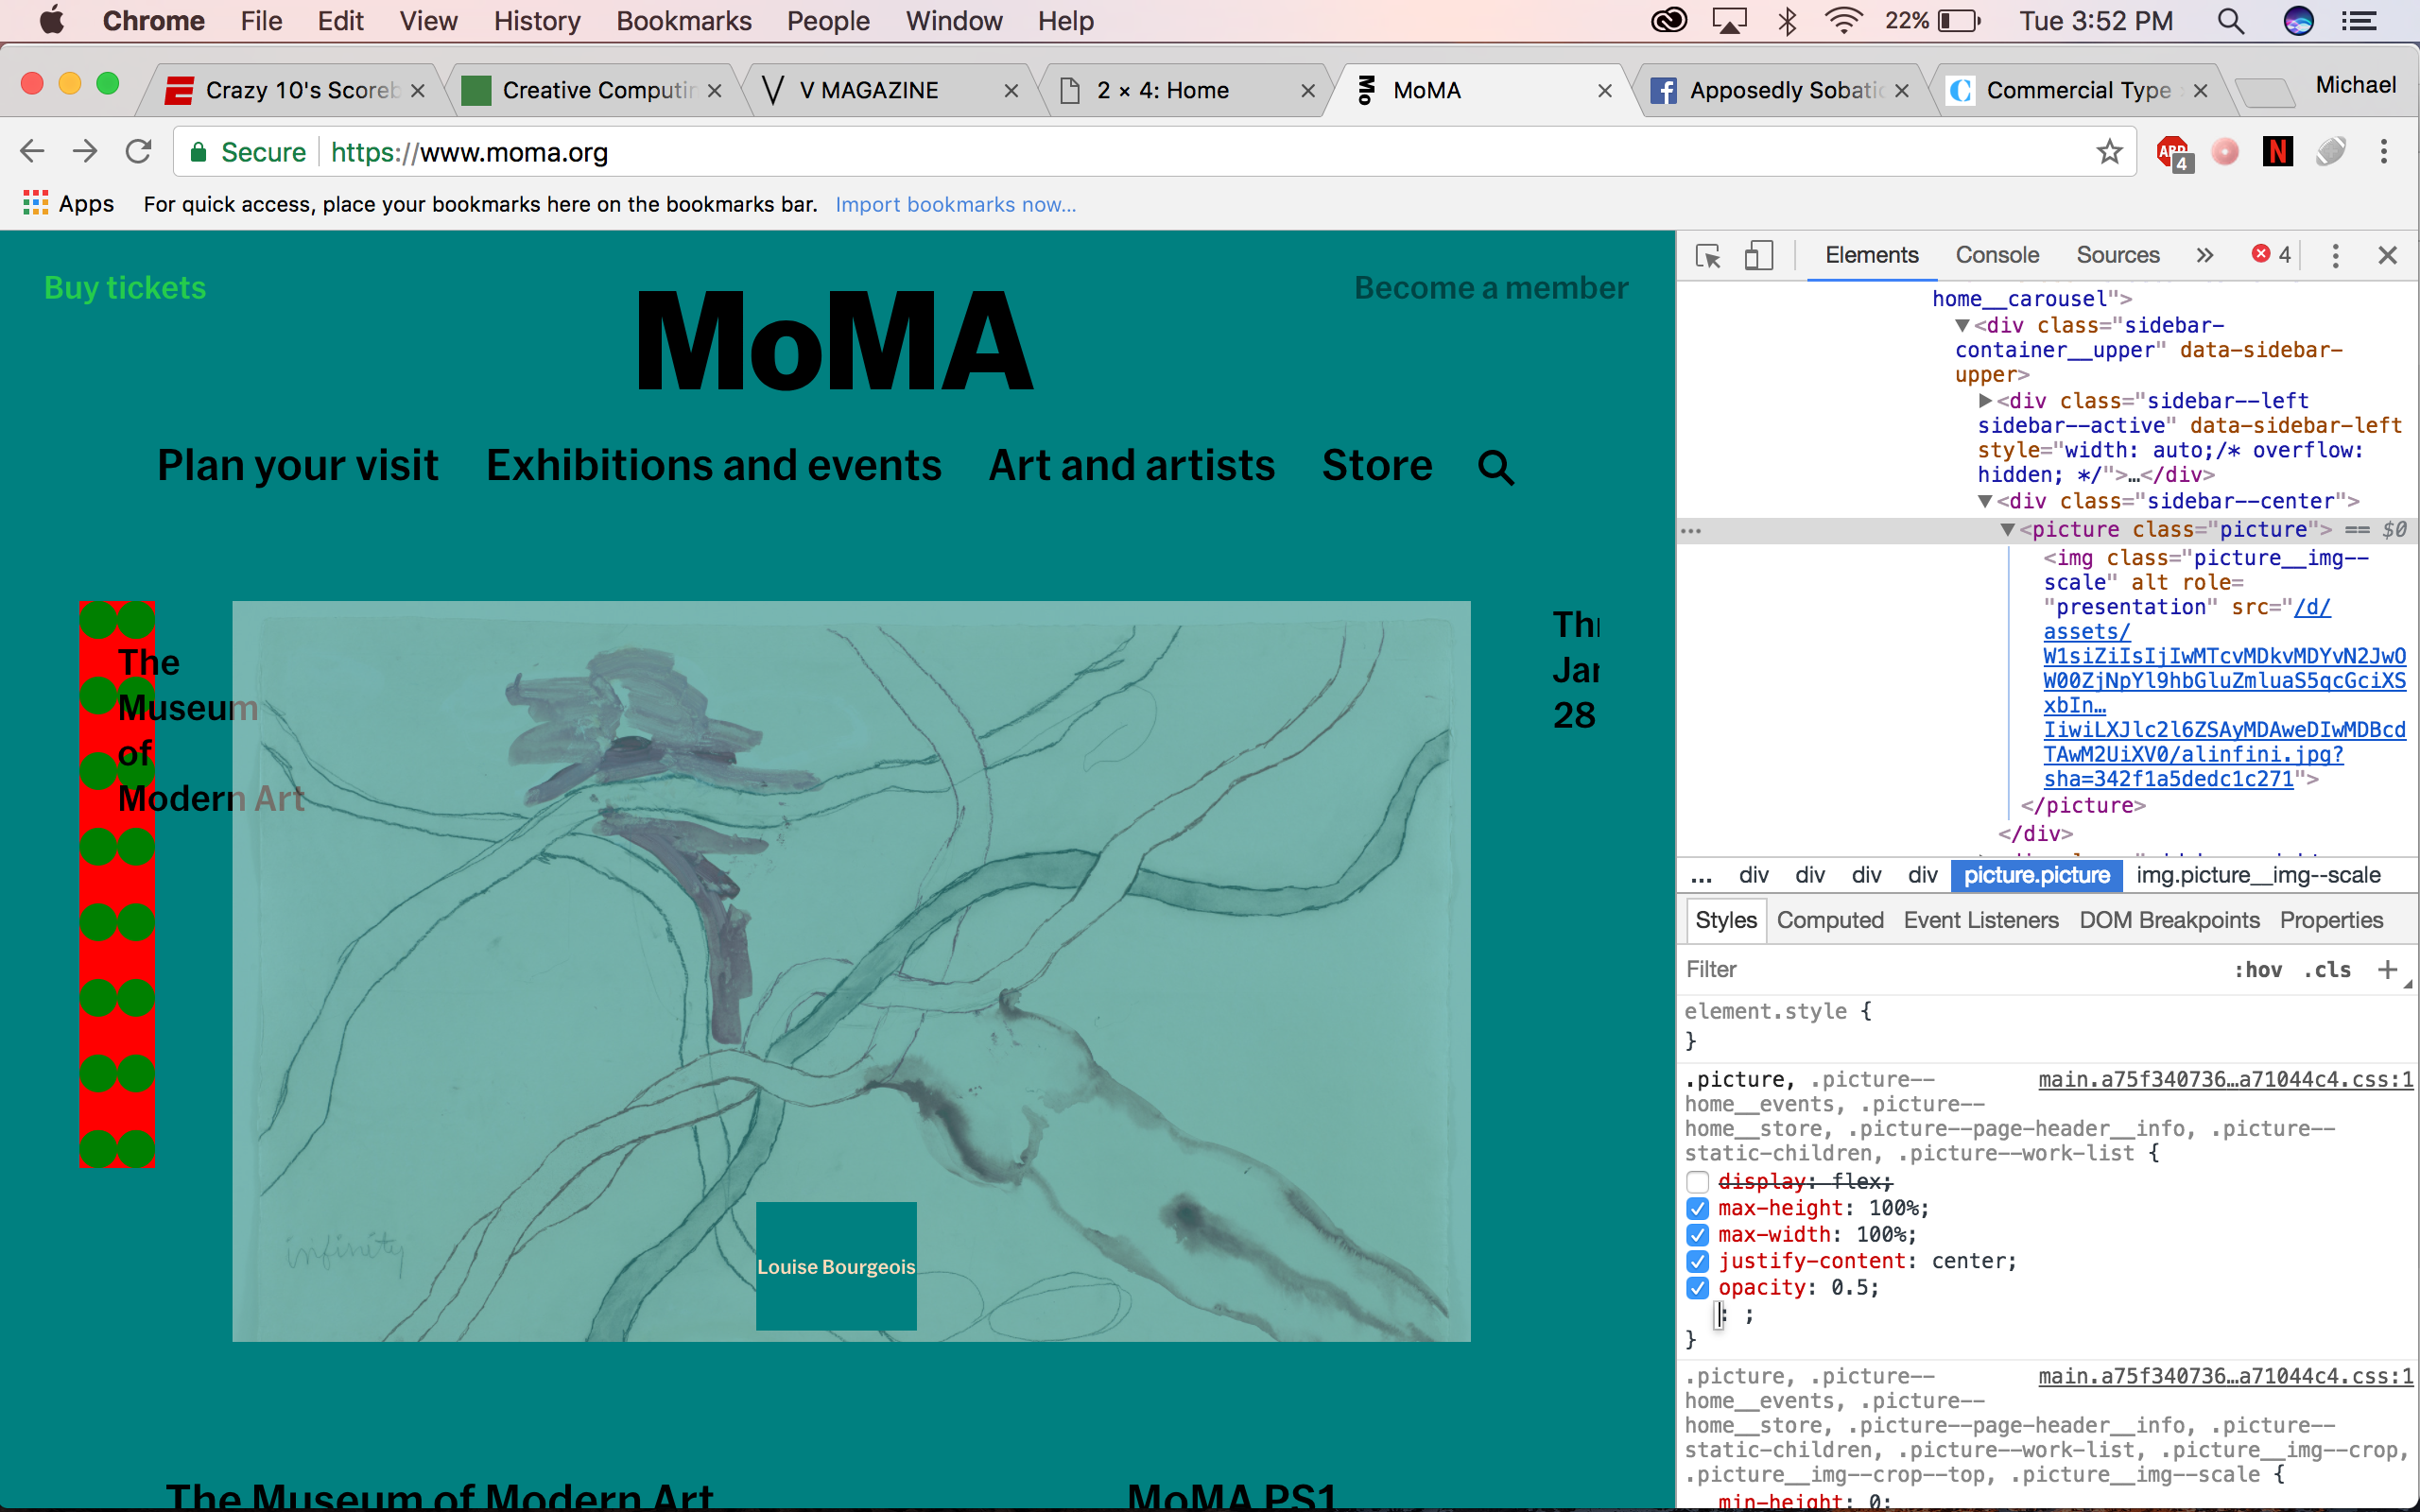 Chrome File Edit View History Bookmarks People Window Help 22% Tue 3:52 PM
Crazy 10's Scoreb Creative Computin V MAGAZINE 2 × 4: Home MoMA Apposedly Sobatic Commercial Type Michael
Secure https://www.moma.org
ABP 4 N
Apps For quick access, place your bookmarks here on the bookmarks bar. Import bookmarks now...
Buy tickets
Become a member
MoMA
Plan your visit Exhibitions and events Art and artists Store
The
Museum
of
Modern Art
Thr
Jan
28
infinity
Louise Bourgeois
The Museum of Modern Art
MoMA PS1
Elements Console Sources » 4
home__carousel">
<div class="sidebar-
container__upper" data-sidebar-
upper>
<div class="sidebar--left
sidebar--active" data-sidebar-left
style="width: auto;/* overflow:
hidden; */">…</div>
<div class="sidebar--center">
… <picture class="picture"> == $0
<img class="picture__img--
scale" alt role=
"presentation" src="/d/
assets/
W1siZiIsIjIwMTcvMDkvMDYvN2JwO
W00ZjNpYl9hbGluZmluaS5qcGciXS
xbIn…
IiwiLXJlc2l6ZSAyMDAweDIwMDBcd
TAwM2UiXV0/alinfini.jpg?
sha=342f1a5dedc1c271">
</picture>
</div>
... div div div div picture.picture img.picture__img--scale
Styles Computed Event Listeners DOM Breakpoints Properties
Filter :hov .cls +
element.style {
}
.picture, .picture-- main.a75f340736…a71044c4.css:1
home__events, .picture--
home__store, .picture--page-header__info, .picture--
static-children, .picture--work-list {
display: flex;
max-height: 100%;
max-width: 100%;
justify-content: center;
opacity: 0.5;
: ;
}
.picture, .picture-- main.a75f340736…a71044c4.css:1
home__events, .picture--
home__store, .picture--page-header__info, .picture--
static-children, .picture--work-list, .picture__img--crop,
.picture__img--crop--top, .picture__img--scale {
min-height: 0;